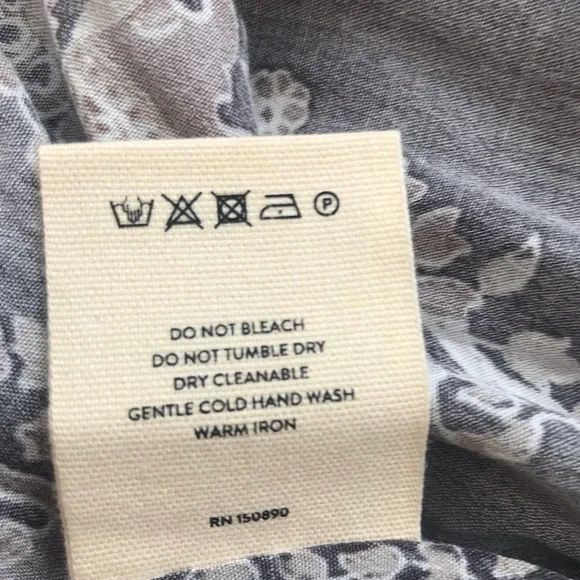 P
DO NOT BLEACH
DO NOT TUMBLE DRY
DRY CLEANABLE
GENTLE COLD HAND WASH
WARM IRON
RN 150890